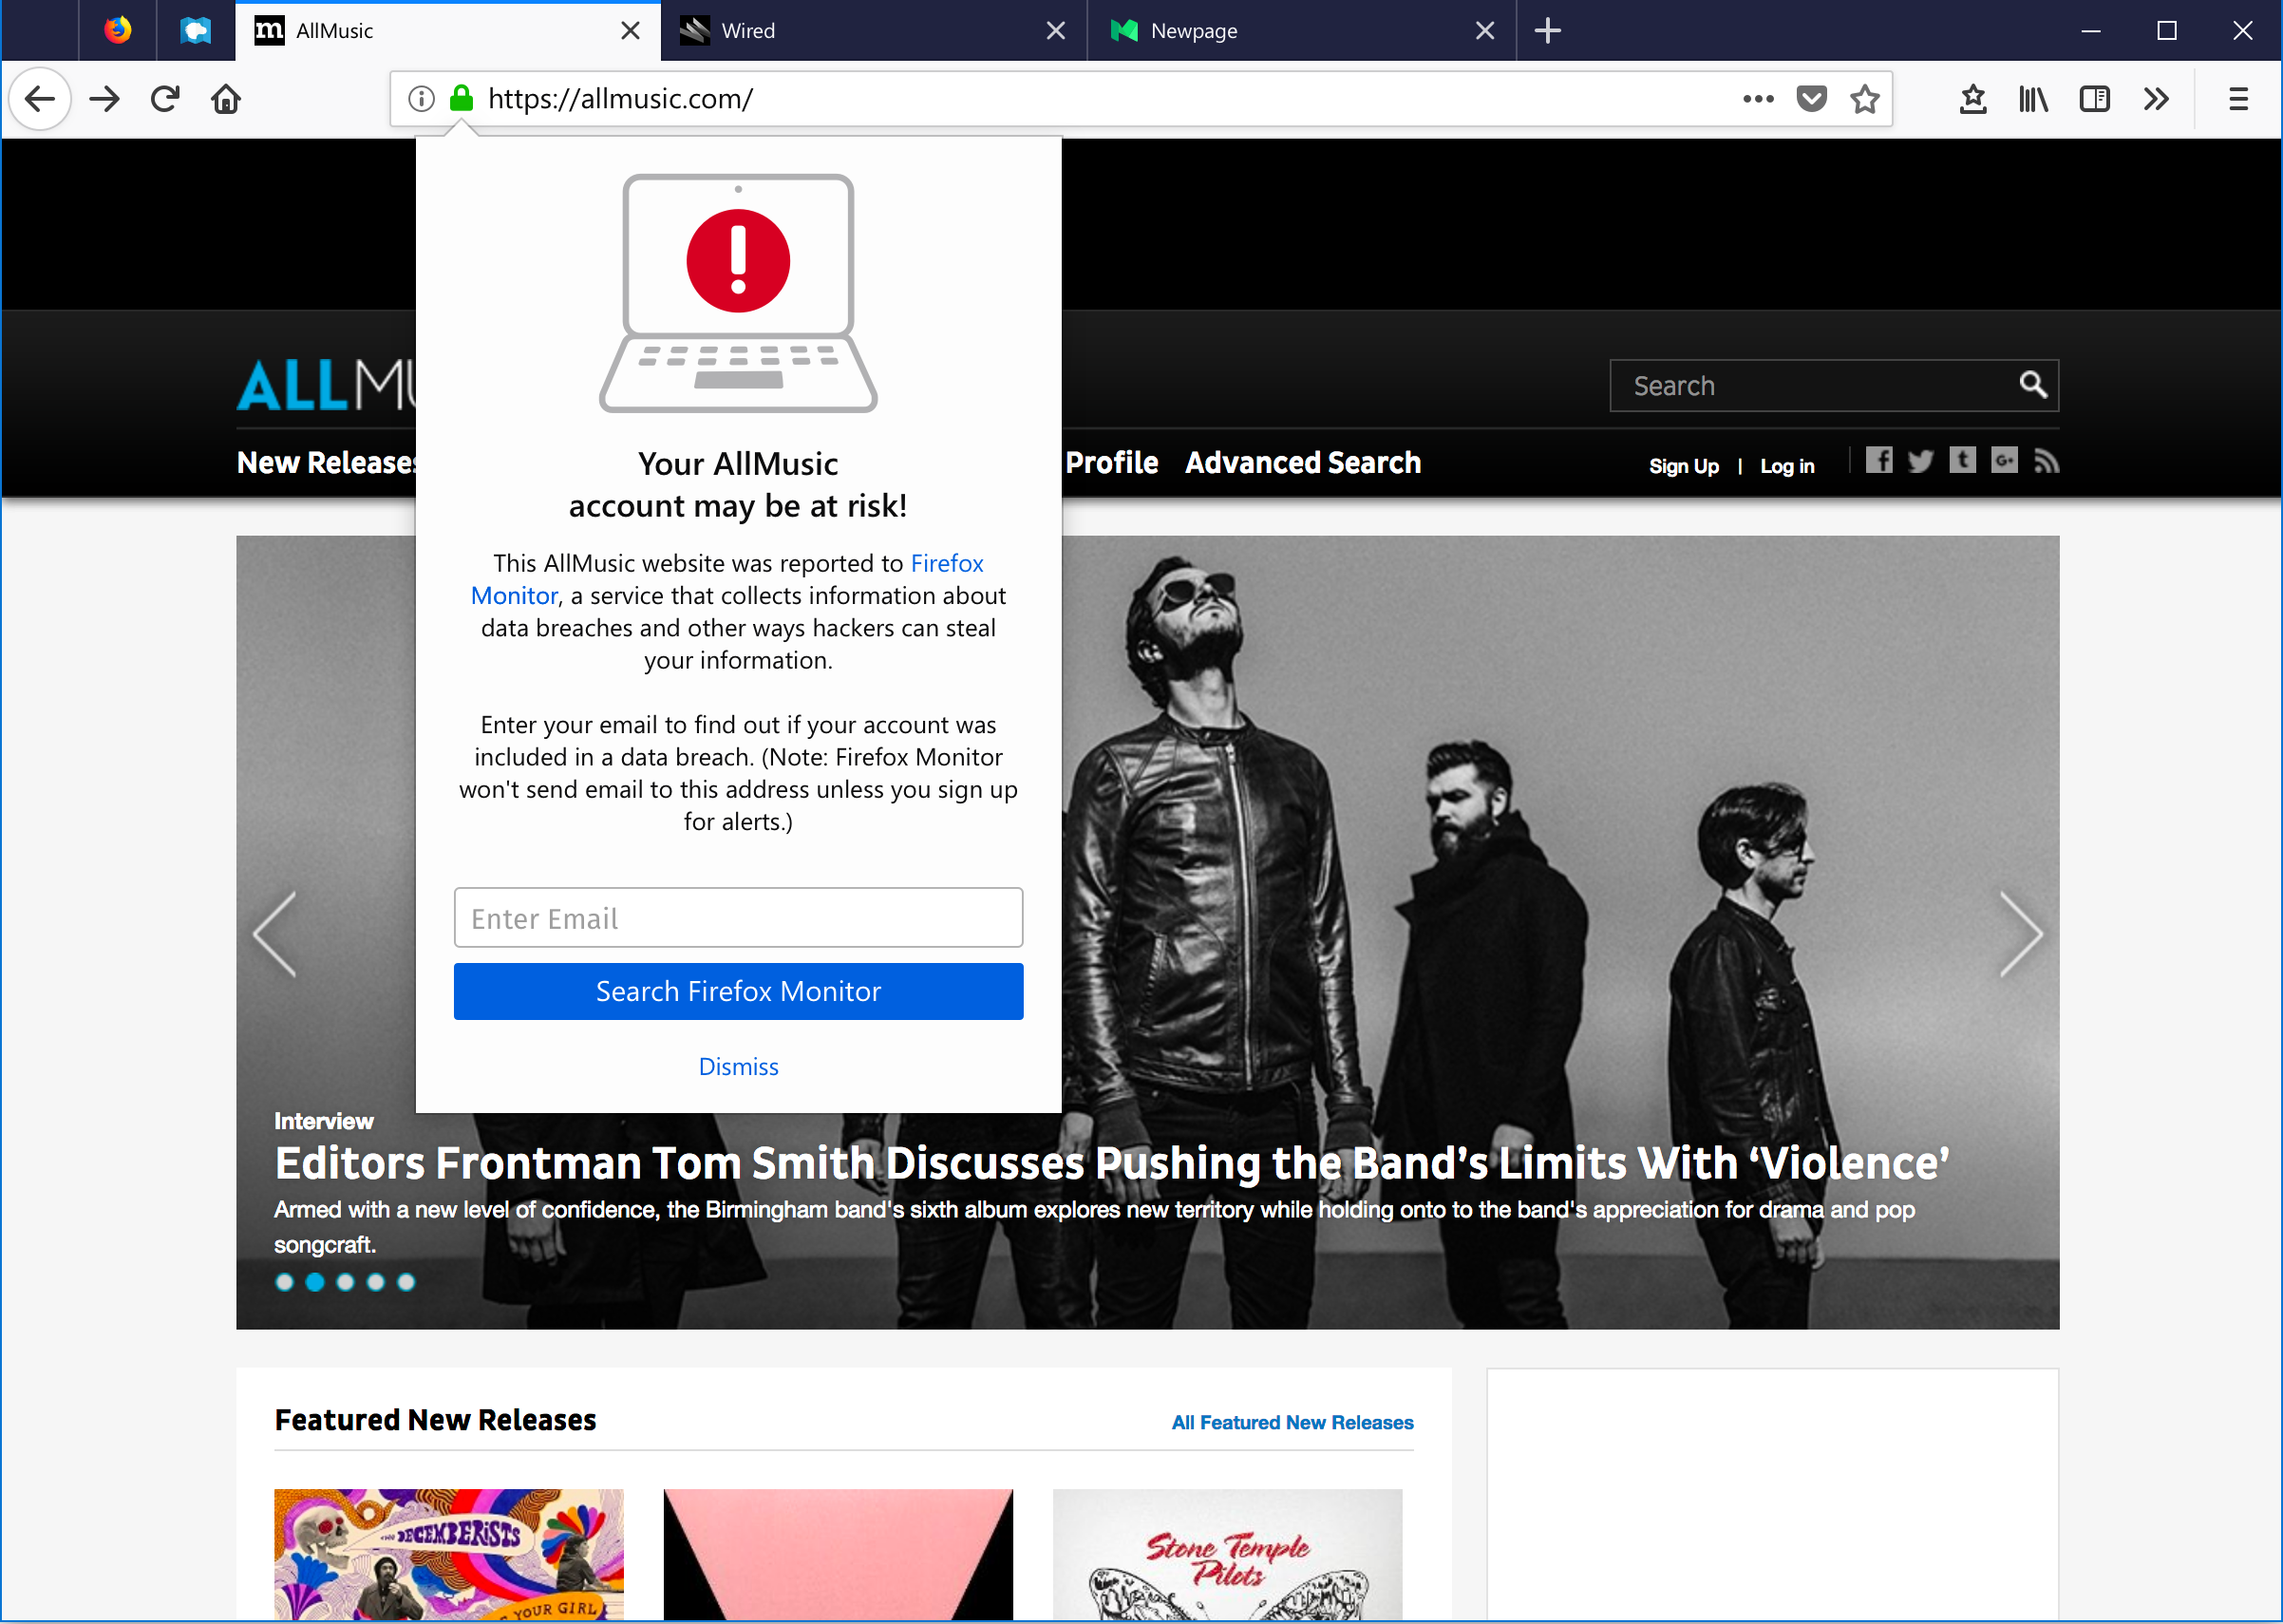 m AllMusic
Wired
Newpage
https://allmusic.com/
ALLMU
Search
New Releases
Profile
Advanced Search
Sign Up | Log in
Your AllMusic
account may be at risk!
This AllMusic website was reported to Firefox
Monitor, a service that collects information about
data breaches and other ways hackers can steal
your information.
Enter your email to find out if your account was
included in a data breach. (Note: Firefox Monitor
won't send email to this address unless you sign up
for alerts.)
Enter Email
Search Firefox Monitor
Dismiss
Interview
Editors Frontman Tom Smith Discusses Pushing the Band’s Limits With ‘Violence’
Armed with a new level of confidence, the Birmingham band's sixth album explores new territory while holding onto to the band's appreciation for drama and pop
songcraft.
Featured New Releases
All Featured New Releases
DECEMBERISTS
YOUR GIRL
Stone Temple
Pilots